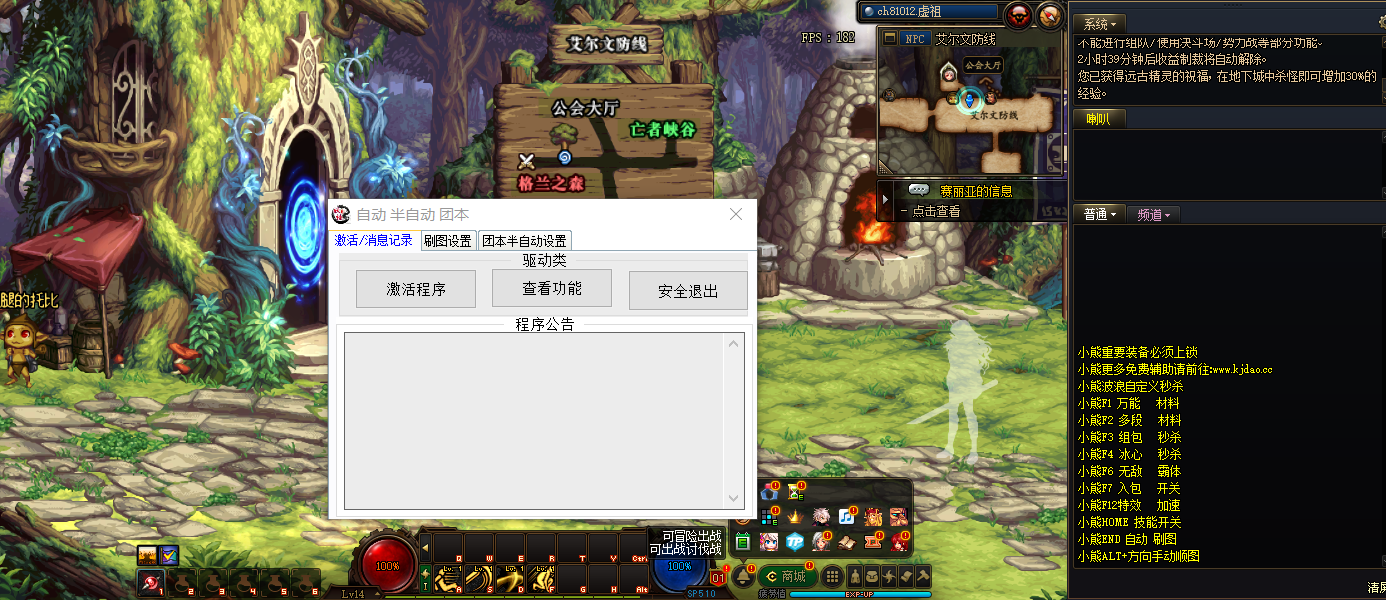 ch81012.虚祖
FPS : 182
NPC 艾尔文防线
公会大厅
艾尔文防线
赛丽亚的信息
- 点击查看
艾尔文防线
公会大厅
亡者峡谷
格兰之森
腿的托比
自动 半自动 团本
激活/消息记录 刷图设置 团本半自动设置
驱动类
激活程序 查看功能 安全退出
程序公告
系统
不能进行组队/使用决斗场/势力战等部分功能。
2小时39分钟后收益制裁将自动解除。
您已获得远古精灵的祝福，在地下城中杀怪即可增加30%的
经验。
喇叭
普通 频道
小熊重要装备必须上锁
小熊更多免费辅助请前往:www.kjdao.cc
小熊波浪自定义秒杀
小熊F1 万能 材料
小熊F2 多段 材料
小熊F3 组包 秒杀
小熊F4 冰心 秒杀
小熊F6 无敌 霸体
小熊F7 入包 开关
小熊F12特效 加速
小熊HOME 技能开关
小熊END 自动 刷图
小熊ALT+方向手动顺图
清屏
可冒险出战
可出战讨伐战
100%
100%
Q W E R T Y Ctrl
A S D F G H Alt
1 2 3 4 5 6
Lv14
SP510
01
商城
疲劳值
EXP-UP